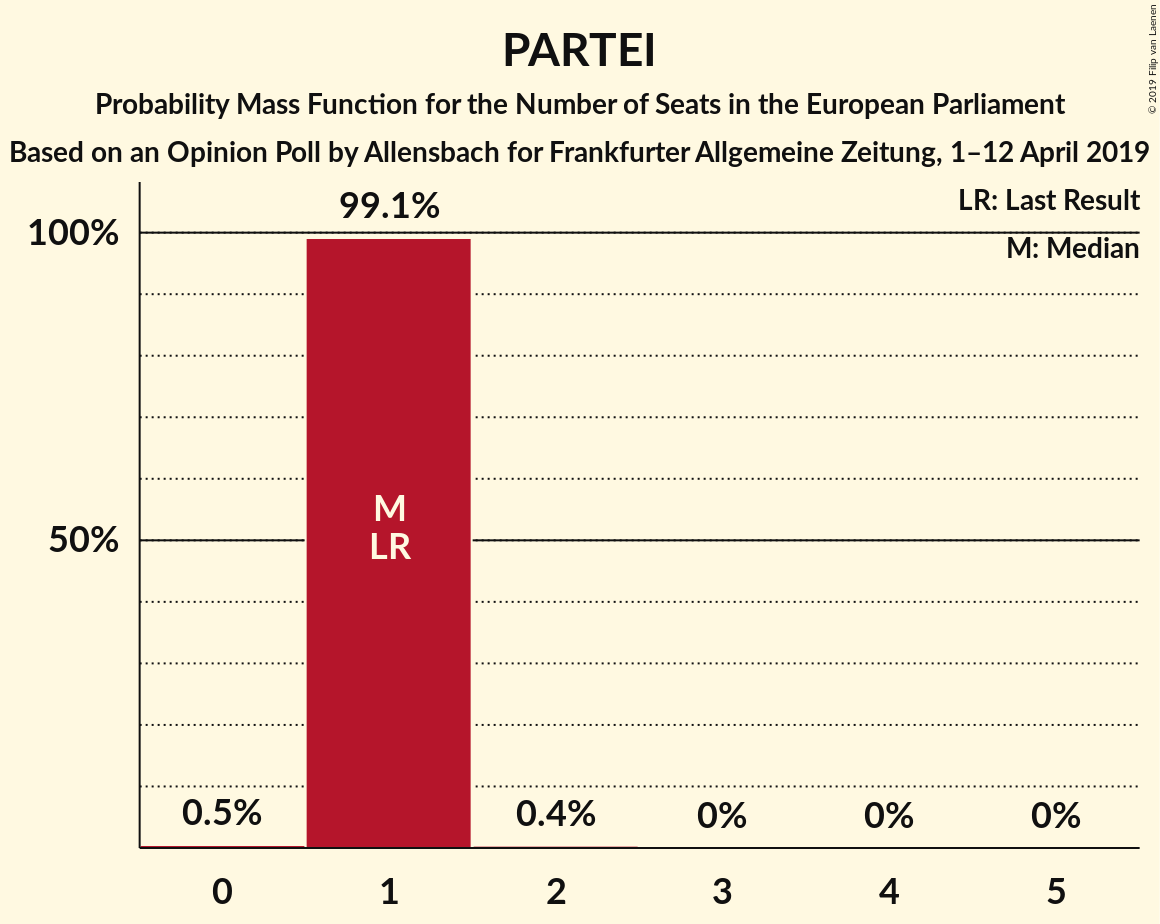 PARTEI
Probability Mass Function for the Number of Seats in the European Parliament
Based on an Opinion Poll by Allensbach for Frankfurter Allgemeine Zeitung, 1–12 April 2019
© 2019 Filip van Laenen
LR: Last Result
M: Median
100%
50%
99.1%
M
LR
0.5%
0.4%
0%
0%
0%
0
1
2
3
4
5